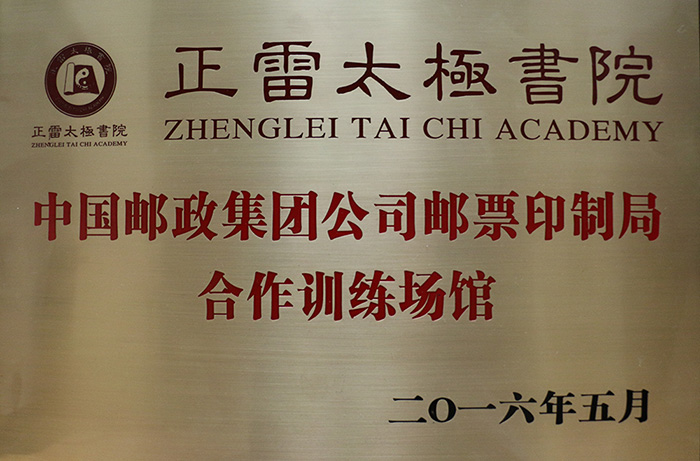 正雷太極書院
ZHENGLEI TAI CHI ACADEMY
正雷太極書院
ZHENGLEI TAI CHI ACADEMY
中国邮政集团公司邮票印制局
合作训练场馆
二〇一六年五月